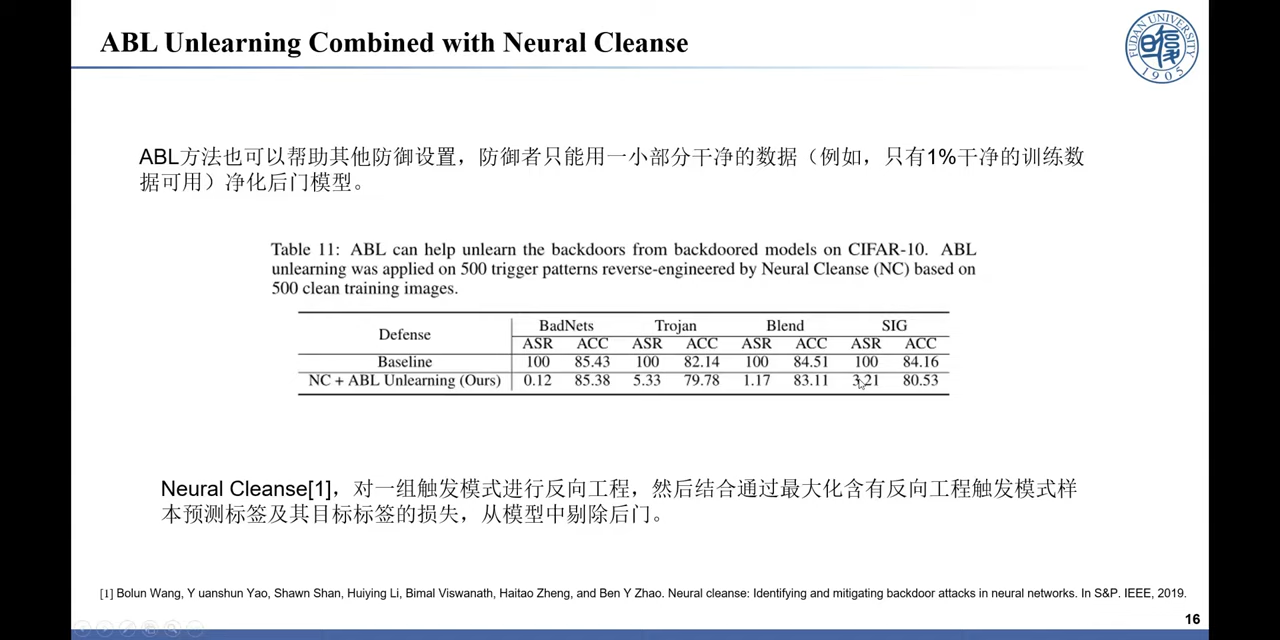 ABL Unlearning Combined with Neural Cleanse
FUDAN UNIVERSITY
1905
ABL方法也可以帮助其他防御设置，防御者只能用一小部分干净的数据（例如，只有1%干净的训练数
据可用）净化后门模型。
Table 11: ABL can help unlearn the backdoors from backdoored models on CIFAR-10. ABL
unlearning was applied on 500 trigger patterns reverse-engineered by Neural Cleanse (NC) based on
500 clean training images.
Defense BadNets Trojan Blend SIG
ASR ACC ASR ACC ASR ACC ASR ACC
Baseline 100 85.43 100 82.14 100 84.51 100 84.16
NC + ABL Unlearning (Ours) 0.12 85.38 5.33 79.78 1.17 83.11 3.21 80.53
Neural Cleanse[1]，对一组触发模式进行反向工程，然后结合通过最大化含有反向工程触发模式样
本预测标签及其目标标签的损失，从模型中剔除后门。
[1] Bolun Wang, Y uanshun Yao, Shawn Shan, Huiying Li, Bimal Viswanath, Haitao Zheng, and Ben Y Zhao. Neural cleanse: Identifying and mitigating backdoor attacks in neural networks. In S&P. IEEE, 2019.
16